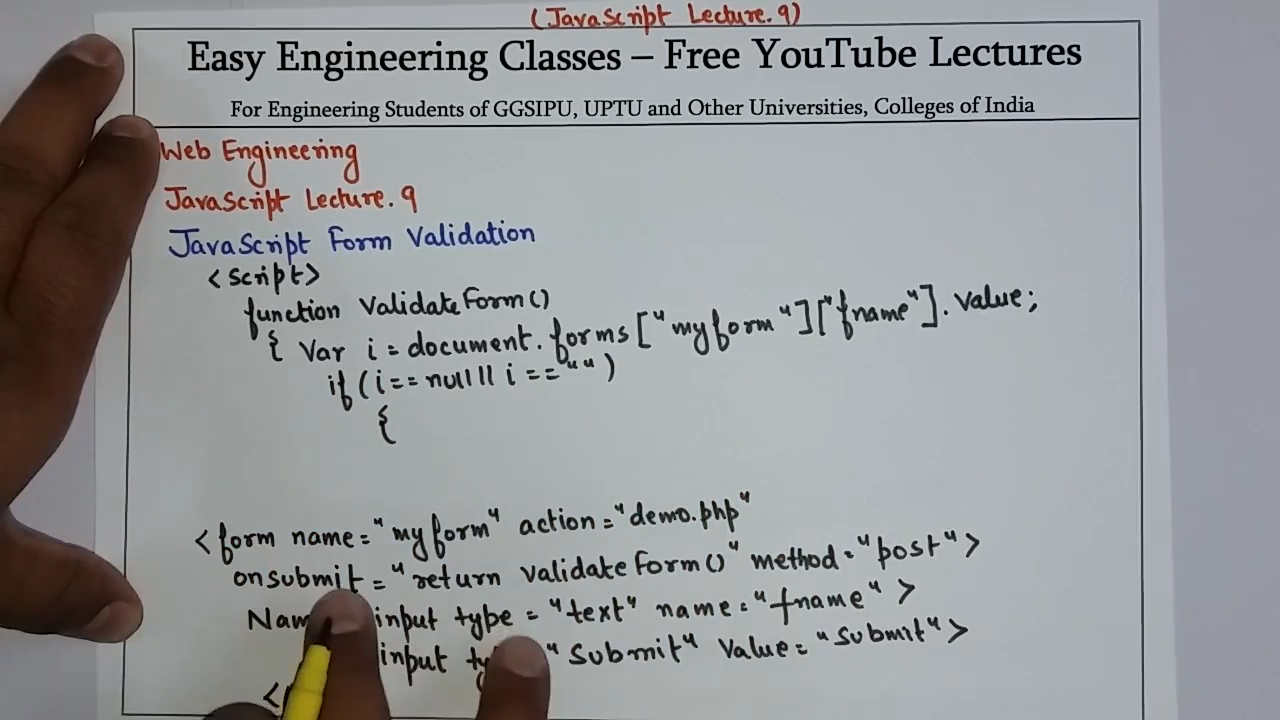 (JavaScript Lecture.9)
Easy Engineering Classes – Free YouTube Lectures
For Engineering Students of GGSIPU, UPTU and Other Universities, Colleges of India
Web Engineering
JavaScript Lecture.9
JavaScript Form Validation
<script>
function ValidateForm()
{ Var i = document.forms["myform"]["fname"].value;
if (i==null || i=="")
{
<form name="myform" action="demo.php"
onsubmit="return validateForm()" method="post">
input type="text" name="fname">
input "Submit" Value="Submit">